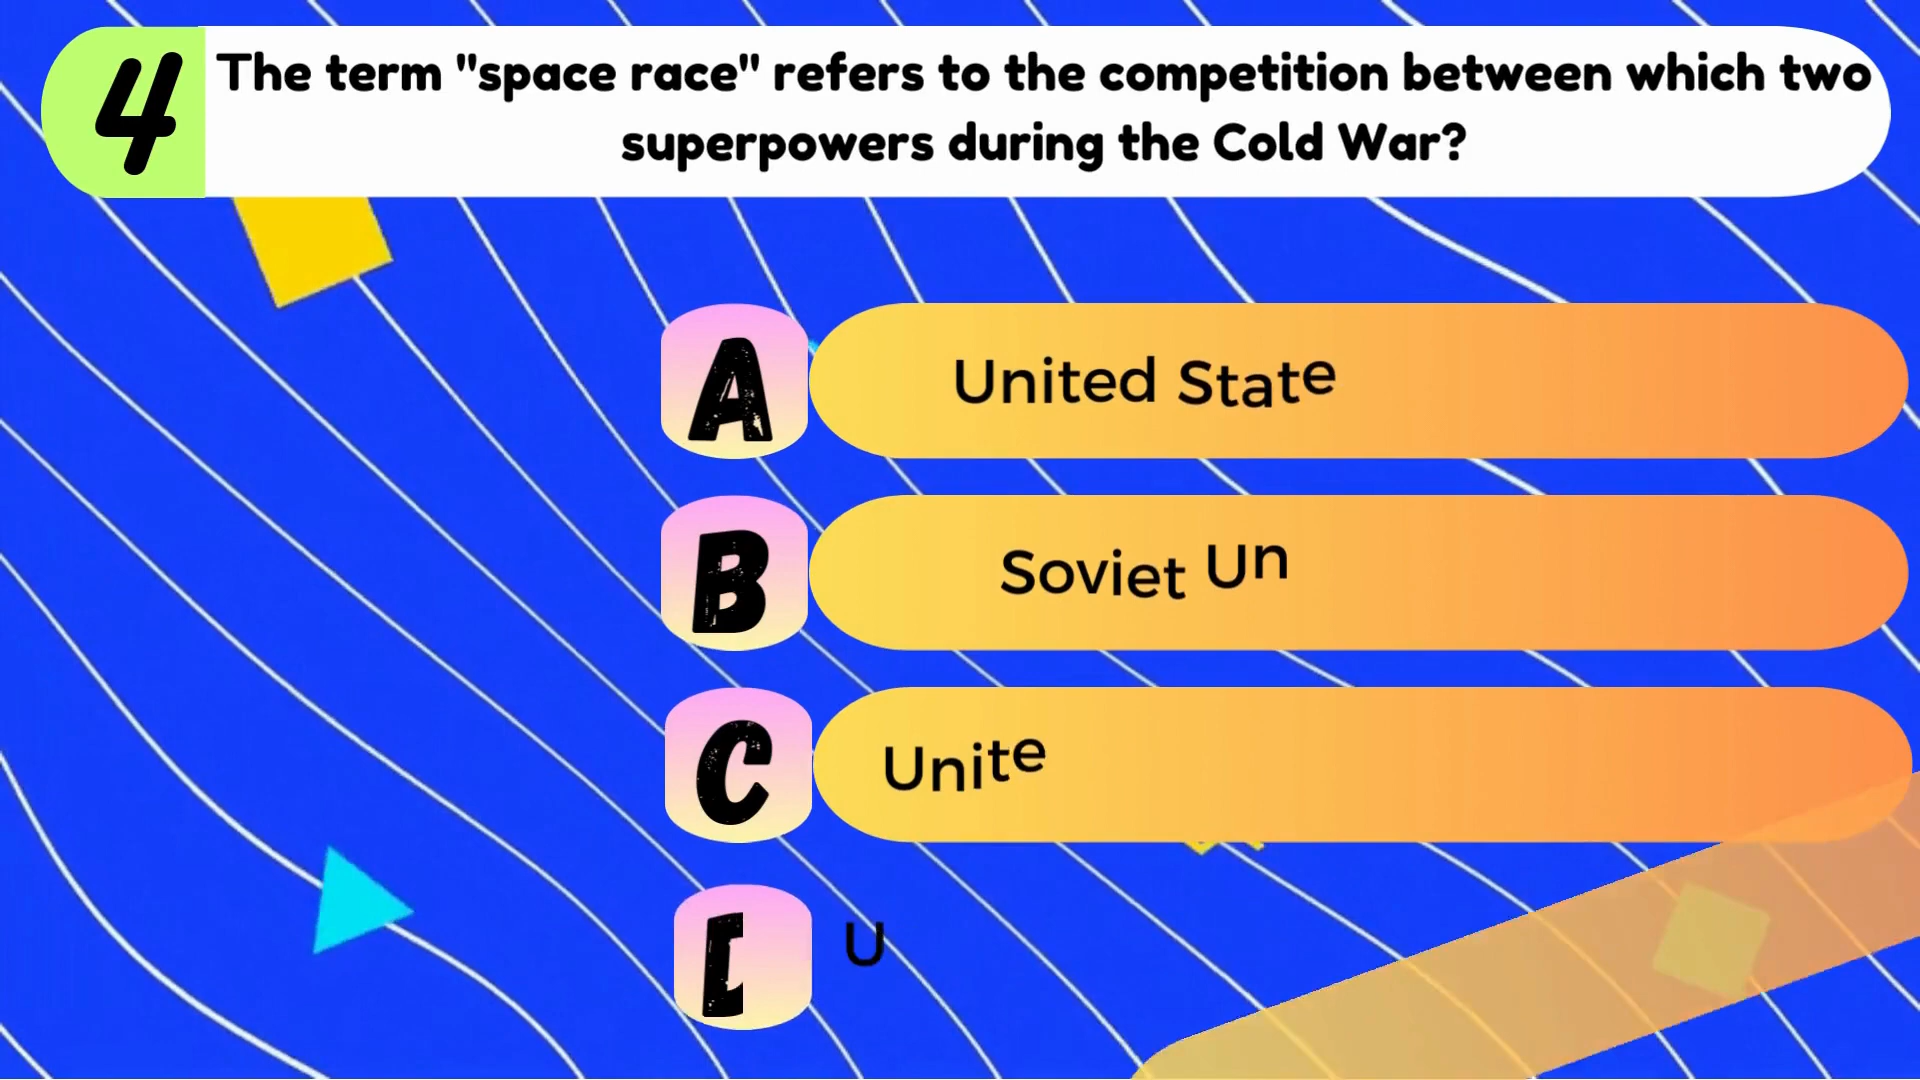 4
The term "space race" refers to the competition between which two
superpowers during the Cold War?
A
United State
B
Soviet Un
C
Unite
U